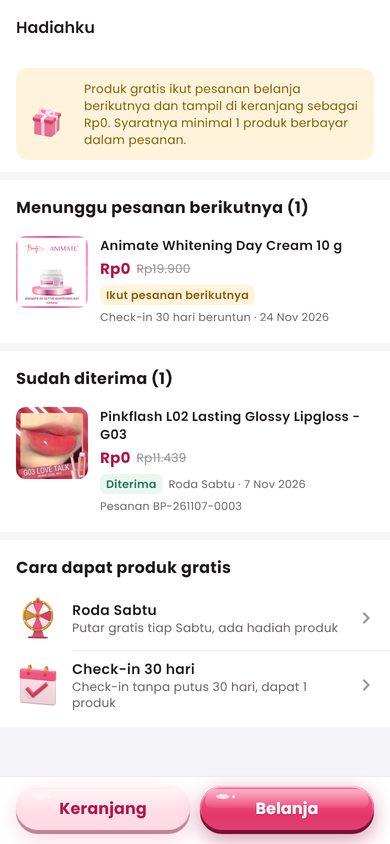 Hadiahku
Produk gratis ikut pesanan belanja
berikutnya dan tampil di keranjang sebagai
Rp0. Syaratnya minimal 1 produk berbayar
dalam pesanan.
Menunggu pesanan berikutnya (1)
ANIMATE
Animate Whitening Day Cream 10 g
Rp0 Rp19.900
Ikut pesanan berikutnya
Check-in 30 hari beruntun · 24 Nov 2026
Sudah diterima (1)
G03 LOVE TALK
Pinkflash L02 Lasting Glossy Lipgloss -
G03
Rp0 Rp11.439
Diterima Roda Sabtu · 7 Nov 2026
Pesanan BP-261107-0003
Cara dapat produk gratis
Roda Sabtu
Putar gratis tiap Sabtu, ada hadiah produk
Check-in 30 hari
Check-in tanpa putus 30 hari, dapat 1
produk
Keranjang
Belanja